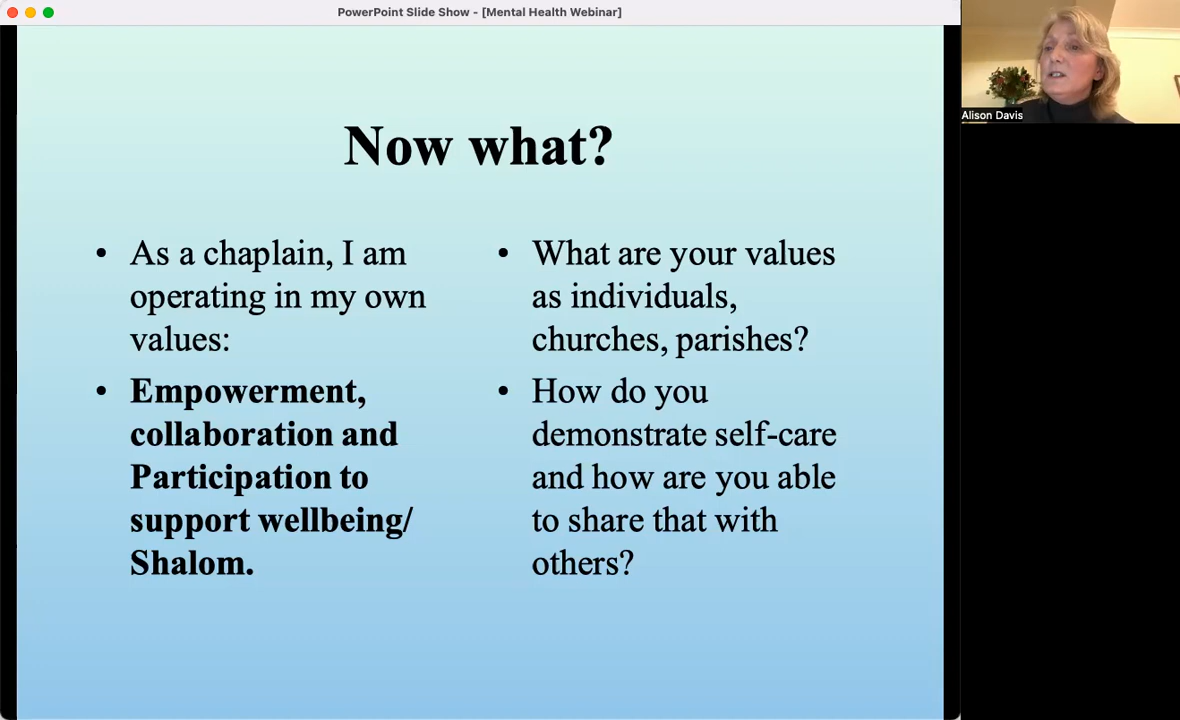 PowerPoint Slide Show - [Mental Health Webinar]
Now what?
• As a chaplain, I am
operating in my own
values:
• Empowerment,
collaboration and
Participation to
support wellbeing/
Shalom.
• What are your values
as individuals,
churches, parishes?
• How do you
demonstrate self-care
and how are you able
to share that with
others?
Alison Davis